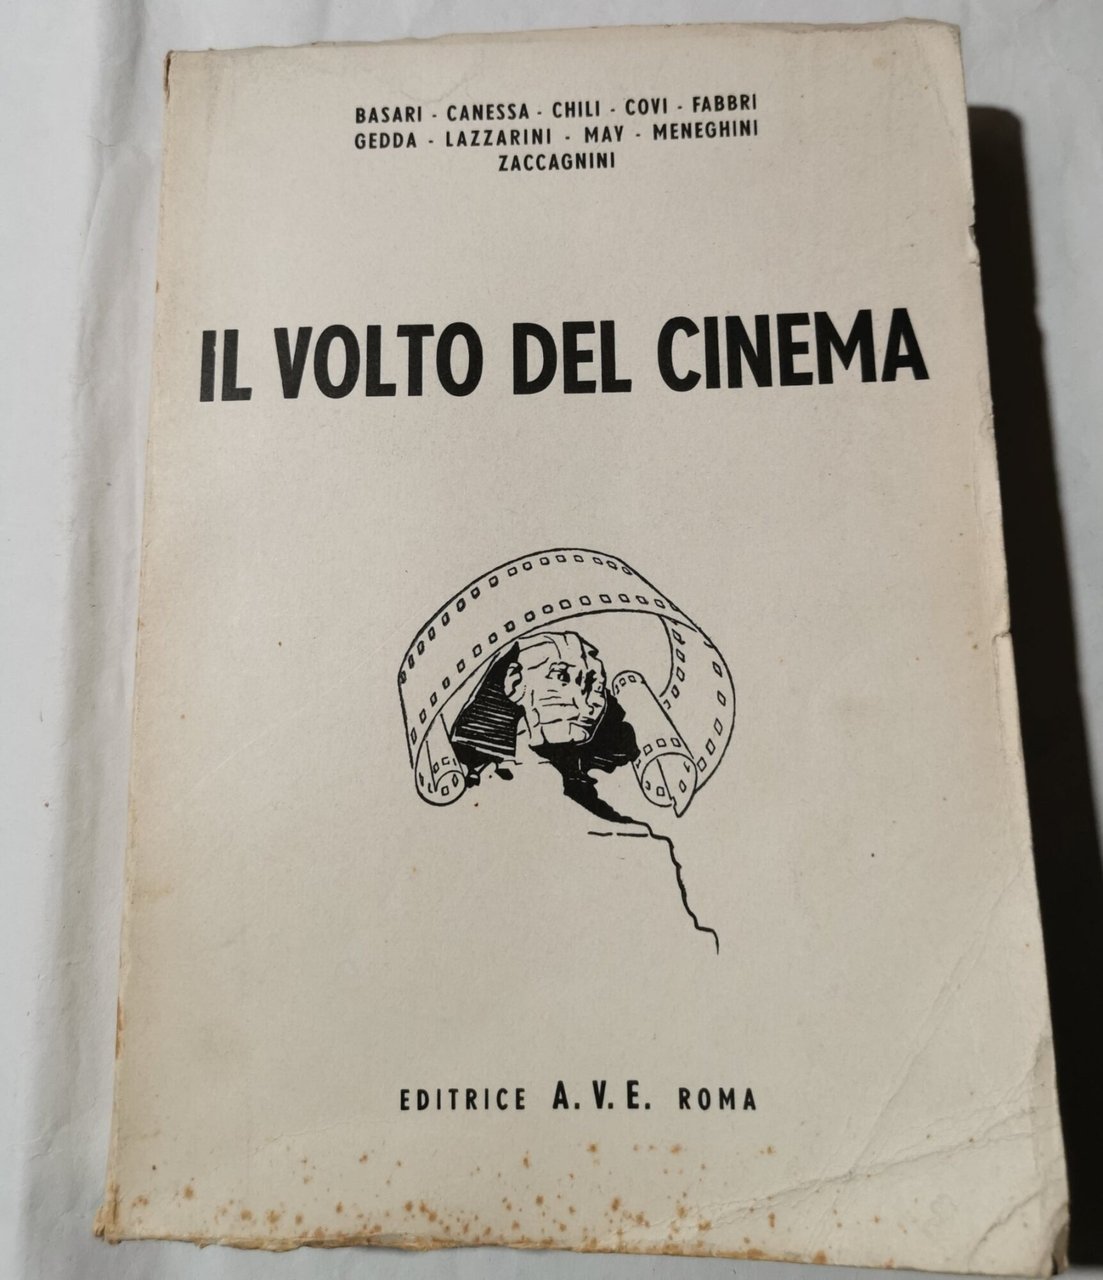 BASARI - CANESSA - CHILI - COVI - FABBRI
GEDDA - LAZZARINI - MAY - MENEGHINI
ZACCAGNINI
IL VOLTO DEL CINEMA
EDITRICE A.V.E. ROMA